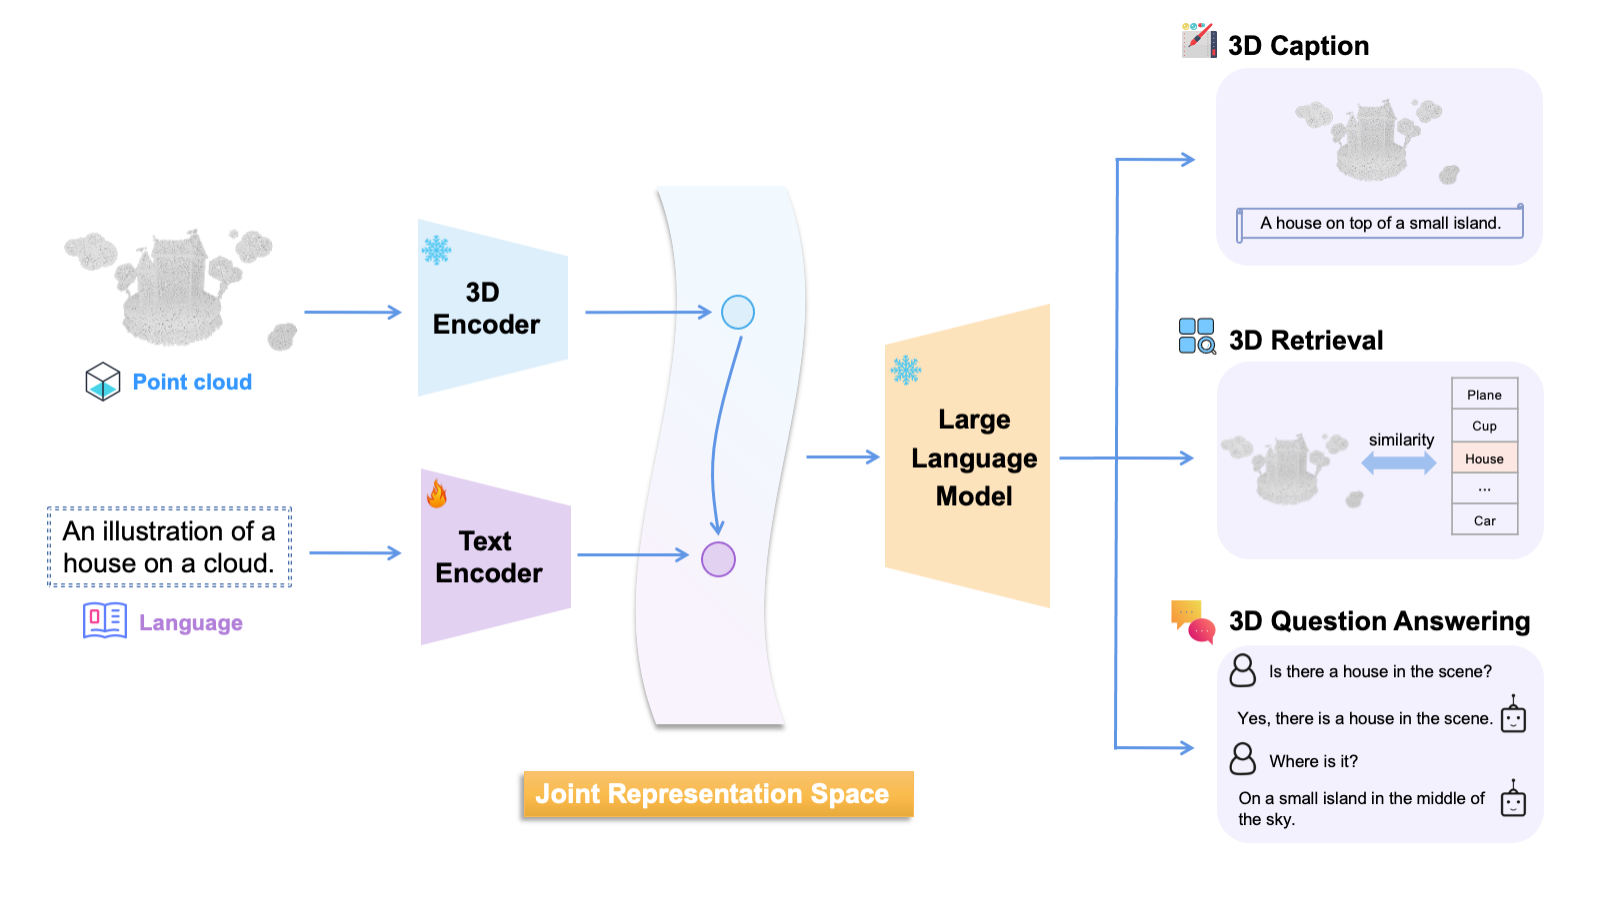 3D Caption
A house on top of a small island.
3D
Encoder
Point cloud
3D Retrieval
Plane
Cup
similarity
House
...
Car
Large
Language
Model
An illustration of a
house on a cloud.
Text
Encoder
Language
3D Question Answering
Is there a house in the scene?
Yes, there is a house in the scene.
Where is it?
On a small island in the middle of
the sky.
Joint Representation Space